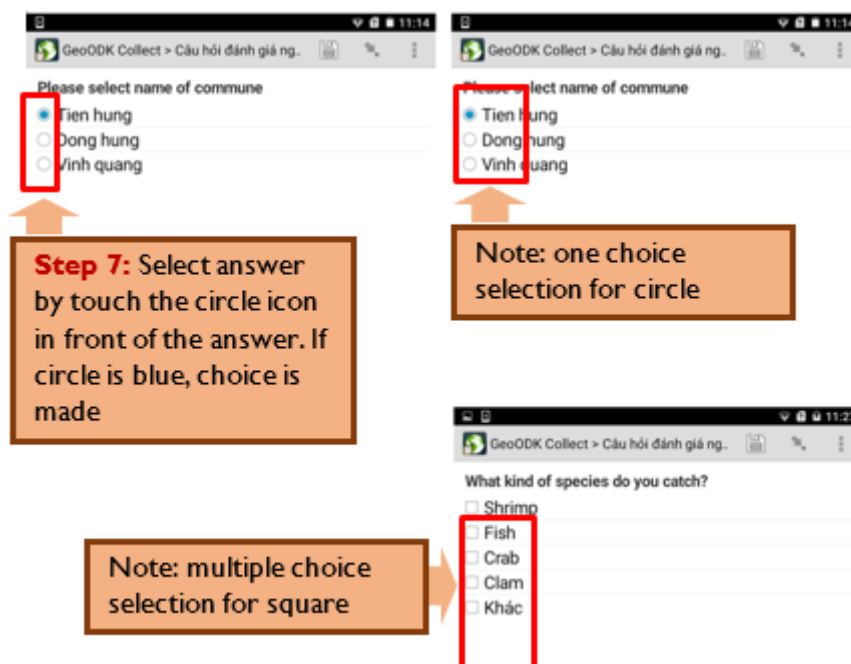 11:14
GeoODK Collect > Câu hỏi đánh giá ng..
Please select name of commune
Tien hung
Dong hung
Vinh quang
Step 7: Select answer
by touch the circle icon
in front of the answer. If
circle is blue, choice is
made
11:14
GeoODK Collect > Câu hỏi đánh giá ng..
Please select name of commune
Tien hung
Dong hung
Vinh quang
Note: one choice
selection for circle
GeoODK Collect > Câu hỏi đánh giá ng..
What kind of species do you catch?
Shrimp
Fish
Crab
Clam
Khác
Note: multiple choice
selection for square